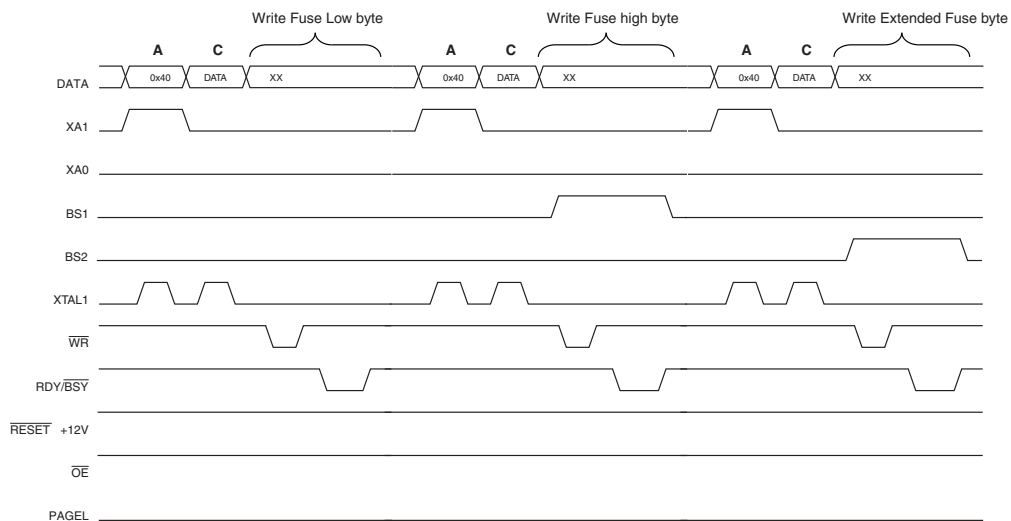 Write Fuse Low byte Write Fuse high byte Write Extended Fuse byte
A C A C A C
DATA 0x40 DATA XX 0x40 DATA XX 0x40 DATA XX
XA1
XA0
BS1
BS2
XTAL1
WR
RDY/BSY
RESET +12V
OE
PAGEL